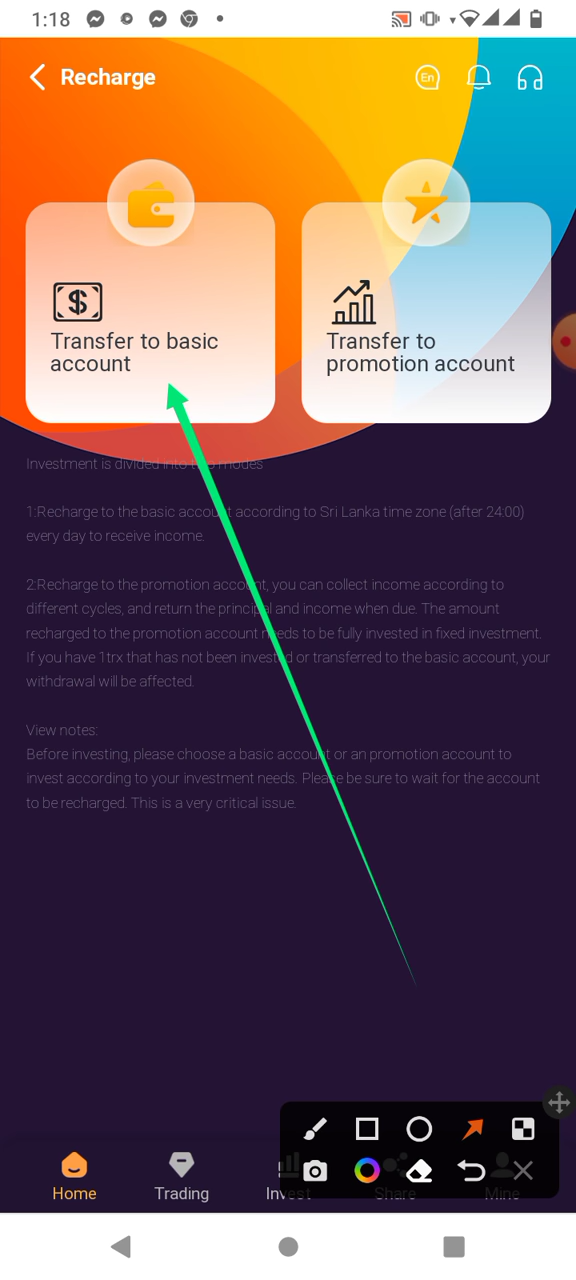 1:18
Recharge
En
Transfer to basic
account
Transfer to
promotion account
Investment is divided into two modes
1:Recharge to the basic account according to Sri Lanka time zone (after 24:00)
every day to receive income.
2:Recharge to the promotion account, you can collect income according to
different cycles, and return the principal and income when due. The amount
recharged to the promotion account needs to be fully invested in fixed investment.
If you have 1trx that has not been invested or transferred to the basic account, your
withdrawal will be affected.
View notes:
Before investing, please choose a basic account or an promotion account to
invest according to your investment needs. Please be sure to wait for the account
to be recharged. This is a very critical issue.
Home
Trading
Invest
Share
Mine